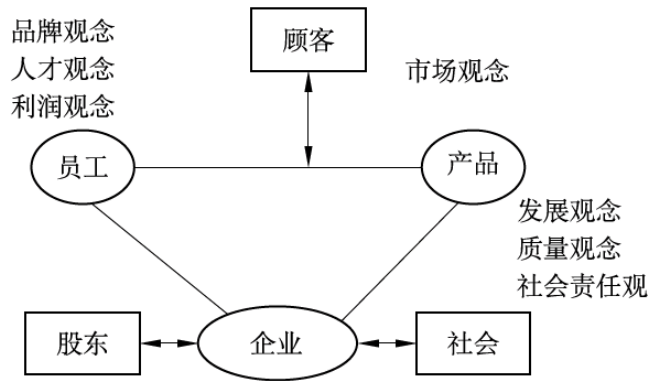 品牌观念
人才观念
利润观念
顾客
市场观念
员工
产品
发展观念
质量观念
社会责任观
股东
企业
社会